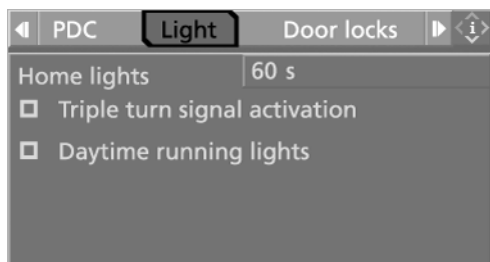 PDC Light Door locks i
Home lights 60 s
Triple turn signal activation
Daytime running lights